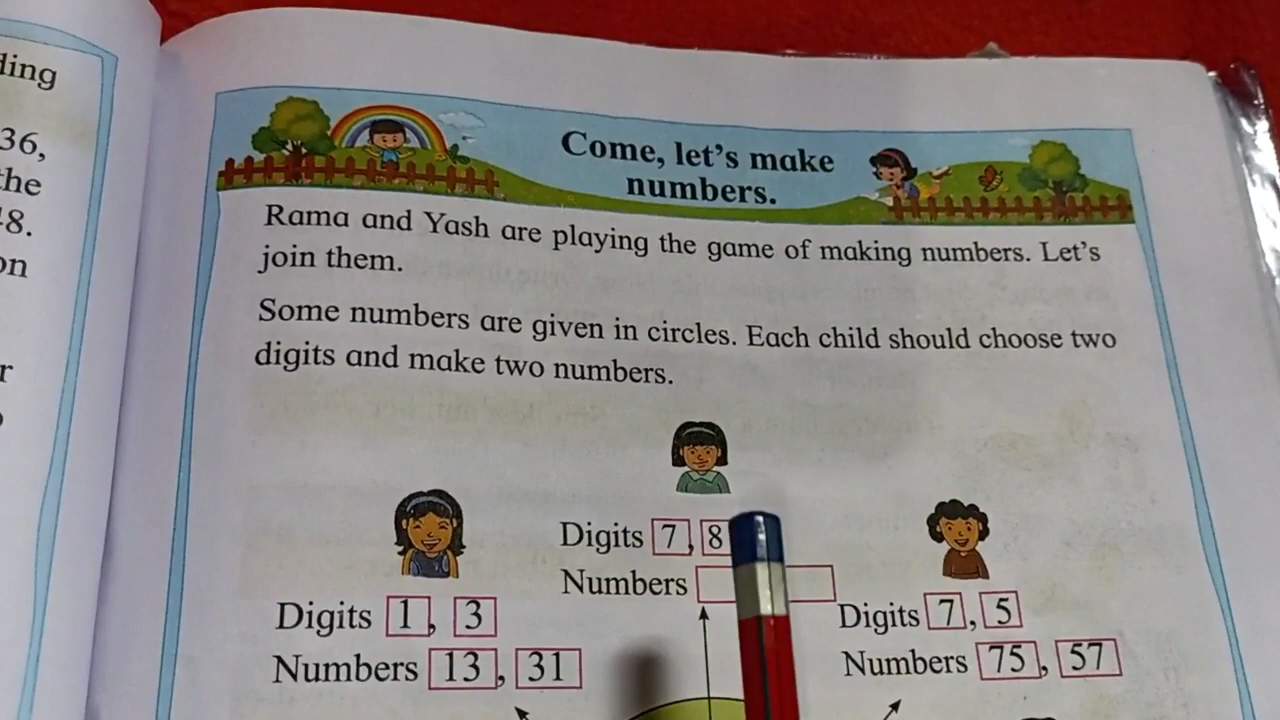 ding
36,
the
8.
on
r
Come, let's make
numbers.
Rama and Yash are playing the game of making numbers. Let's
join them.
Some numbers are given in circles. Each child should choose two
digits and make two numbers.
Digits 7, 8
Numbers
Digits 1, 3
Numbers 13, 31
Digits 7, 5
Numbers 75, 57